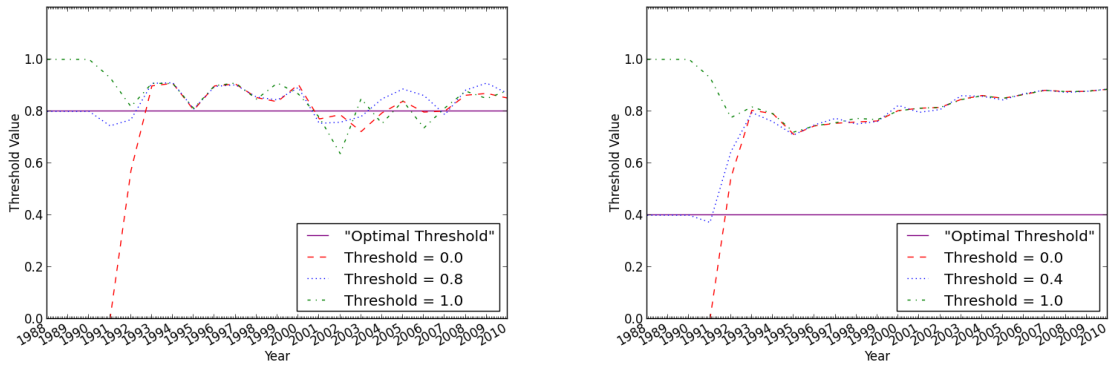 1.0
0.8
0.6
0.4
0.2
0.0
Threshold Value
"Optimal Threshold"
Threshold = 0.0
Threshold = 0.8
Threshold = 1.0
1988 1989 1990 1991 1992 1993 1994 1995 1996 1997 1998 1999 2000 2001 2002 2003 2004 2005 2006 2007 2008 2009 2010
Year
1.0
0.8
0.6
0.4
0.2
0.0
Threshold Value
"Optimal Threshold"
Threshold = 0.0
Threshold = 0.4
Threshold = 1.0
1988 1989 1990 1991 1992 1993 1994 1995 1996 1997 1998 1999 2000 2001 2002 2003 2004 2005 2006 2007 2008 2009 2010
Year